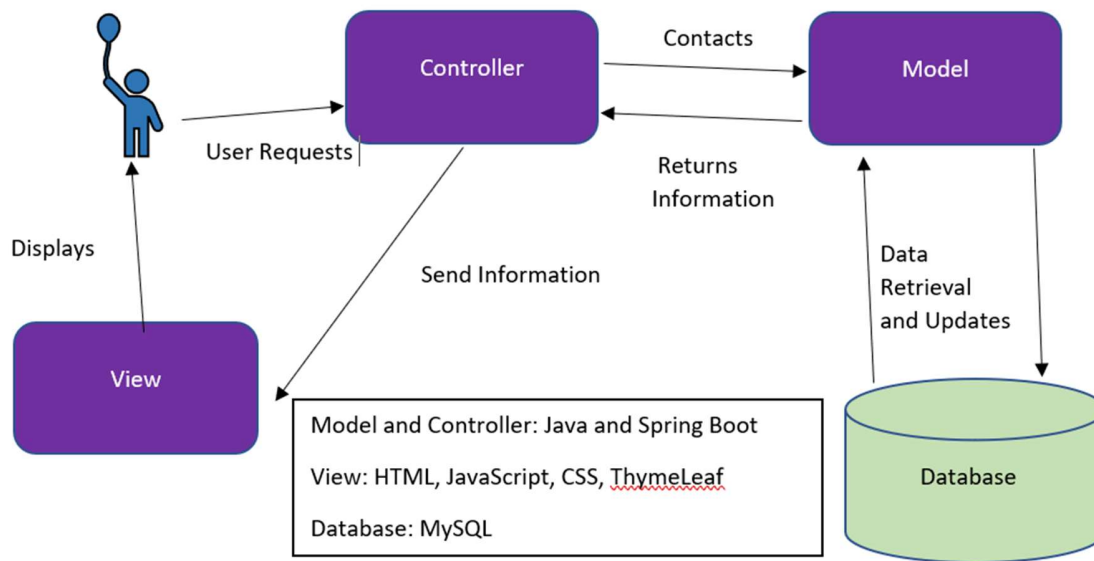 Controller
Contacts
Model
User Requests
Returns
Information
Displays
Send Information
Data
Retrieval
and Updates
View
Model and Controller: Java and Spring Boot
View: HTML, JavaScript, CSS, ThymeLeaf
Database: MySQL
Database